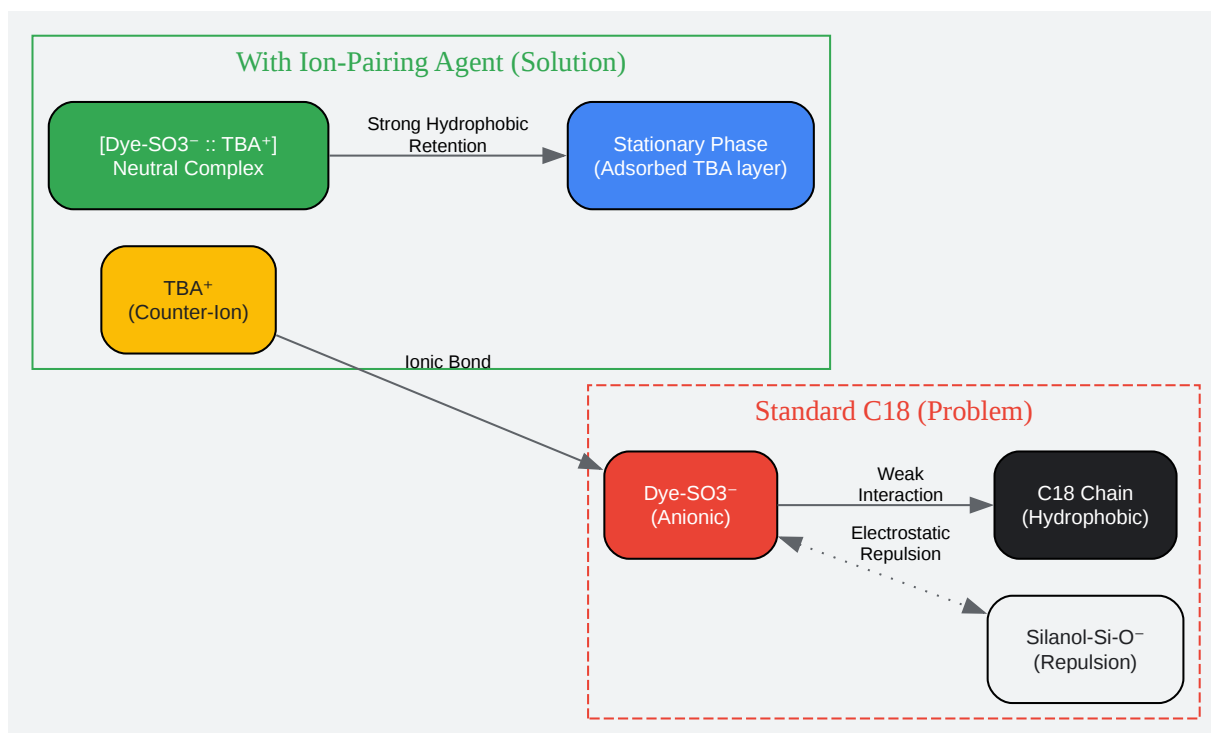 With Ion-Pairing Agent (Solution)
[Dye-SO3⁻ :: TBA⁺]
Neutral Complex
Strong Hydrophobic
Retention
Stationary Phase
(Adsorbed TBA layer)
TBA⁺
(Counter-Ion)
Ionic Bond
Standard C18 (Problem)
Dye-SO3⁻
(Anionic)
Weak
Interaction
C18 Chain
(Hydrophobic)
Electrostatic
Repulsion
Silanol-Si-O⁻
(Repulsion)